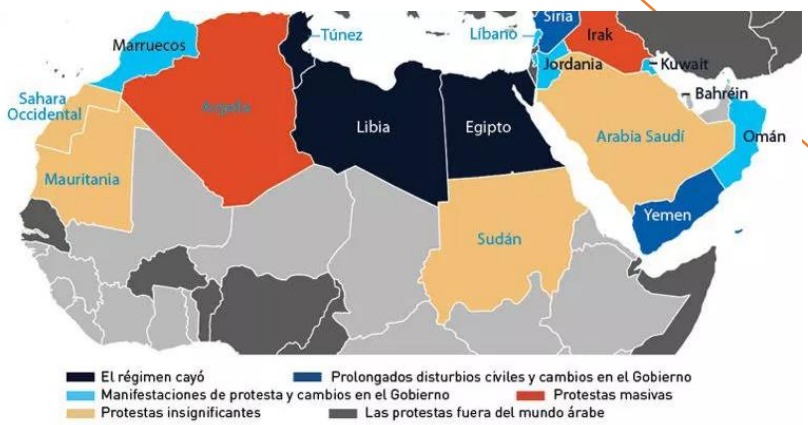 Siria
Túnez
Líbano
Irak
Marruecos
Jordania
Kuwait
Bahréin
Sahara
Occidental
Argelia
Libia
Egipto
Arabia Saudí
Omán
Mauritania
Yemen
Sudán
El régimen cayó
Prolongados disturbios civiles y cambios en el Gobierno
Manifestaciones de protesta y cambios en el Gobierno
Protestas masivas
Protestas insignificantes
Las protestas fuera del mundo árabe